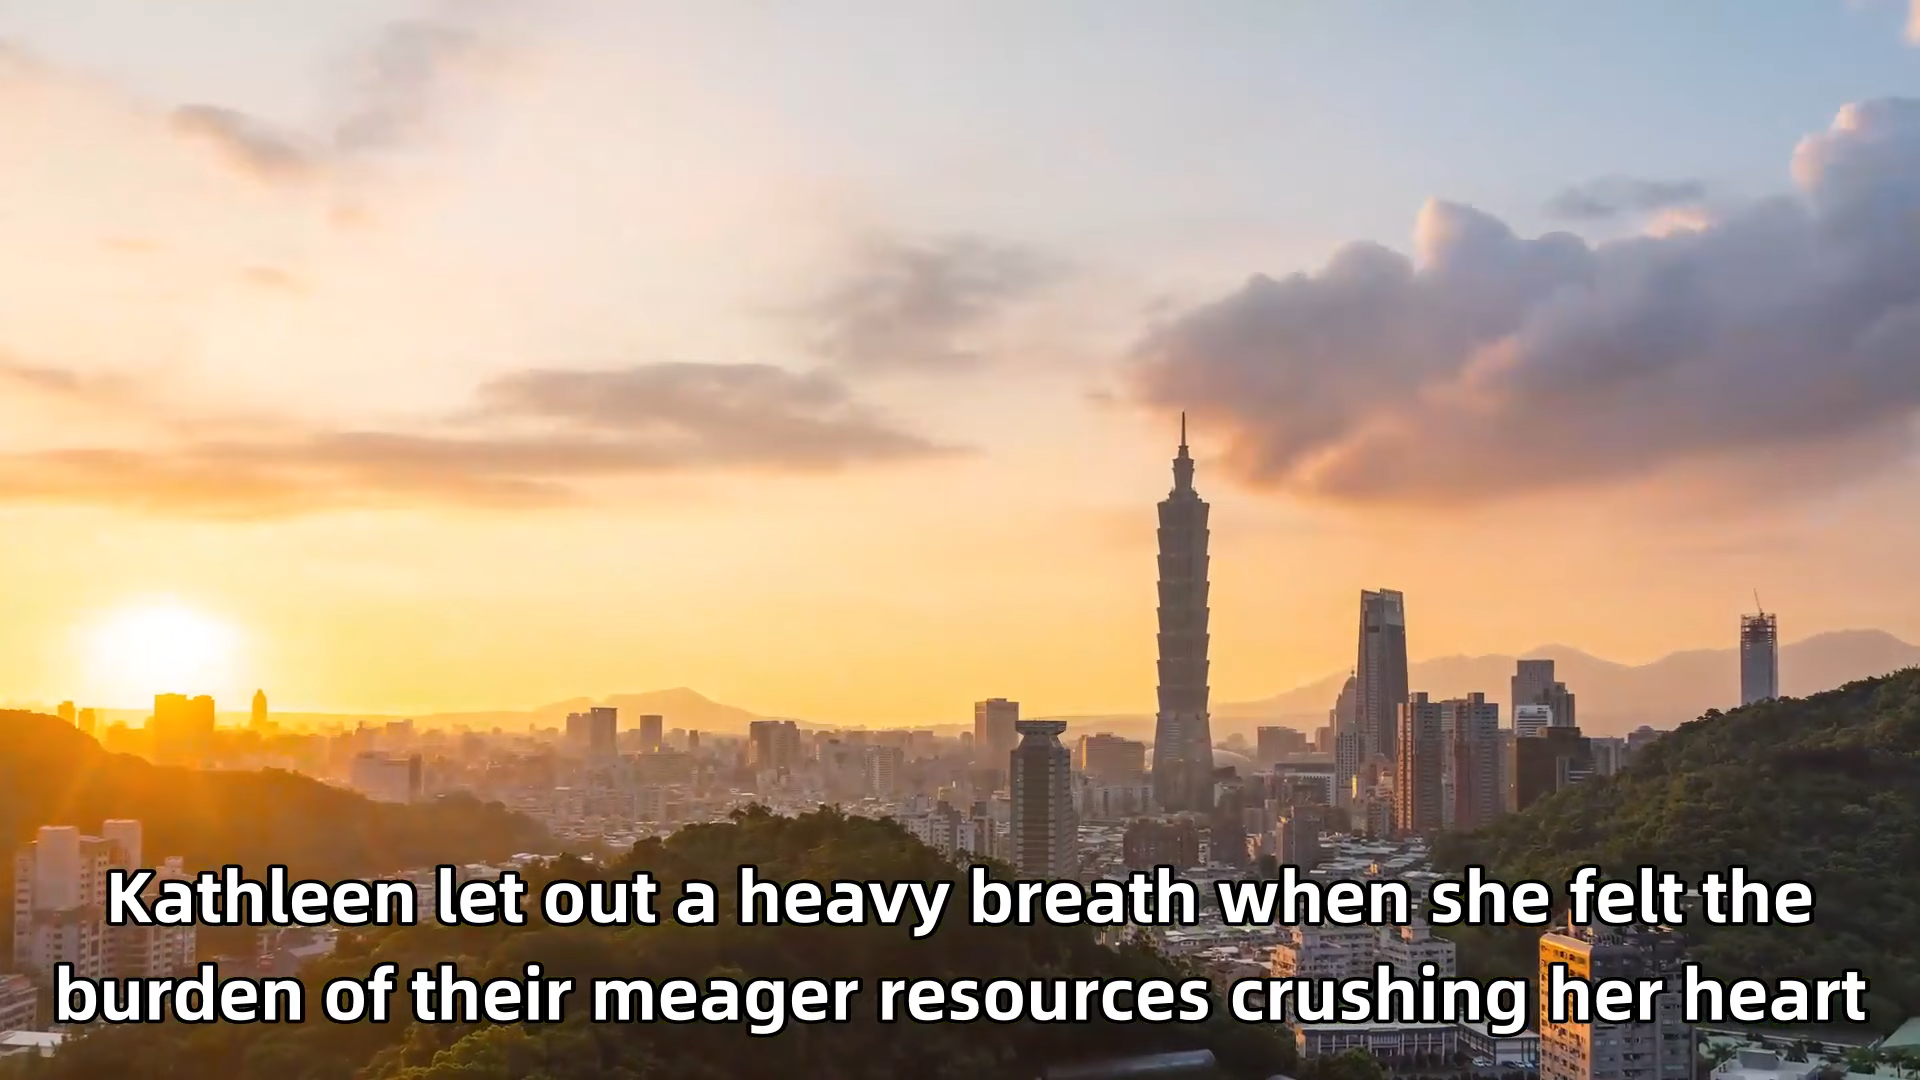 Kathleen let out a heavy breath when she felt the
burden of their meager resources crushing her heart